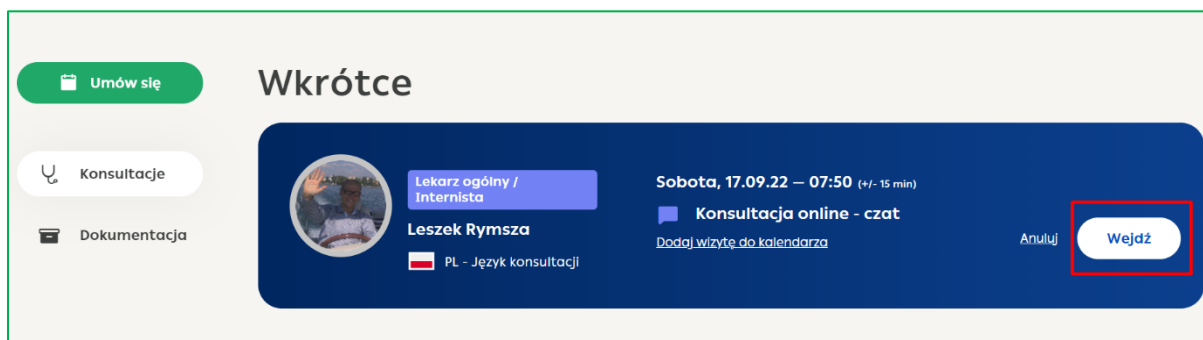 Umów się
Konsultacje
Dokumentacja
Wkrótce
Lekarz ogólny /
Internista
Leszek Rymsza
PL - Język konsultacji
Sobota, 17.09.22 – 07:50 (+/- 15 min)
Konsultacja online - czat
Dodaj wizytę do kalendarza
Anuluj
Wejdź